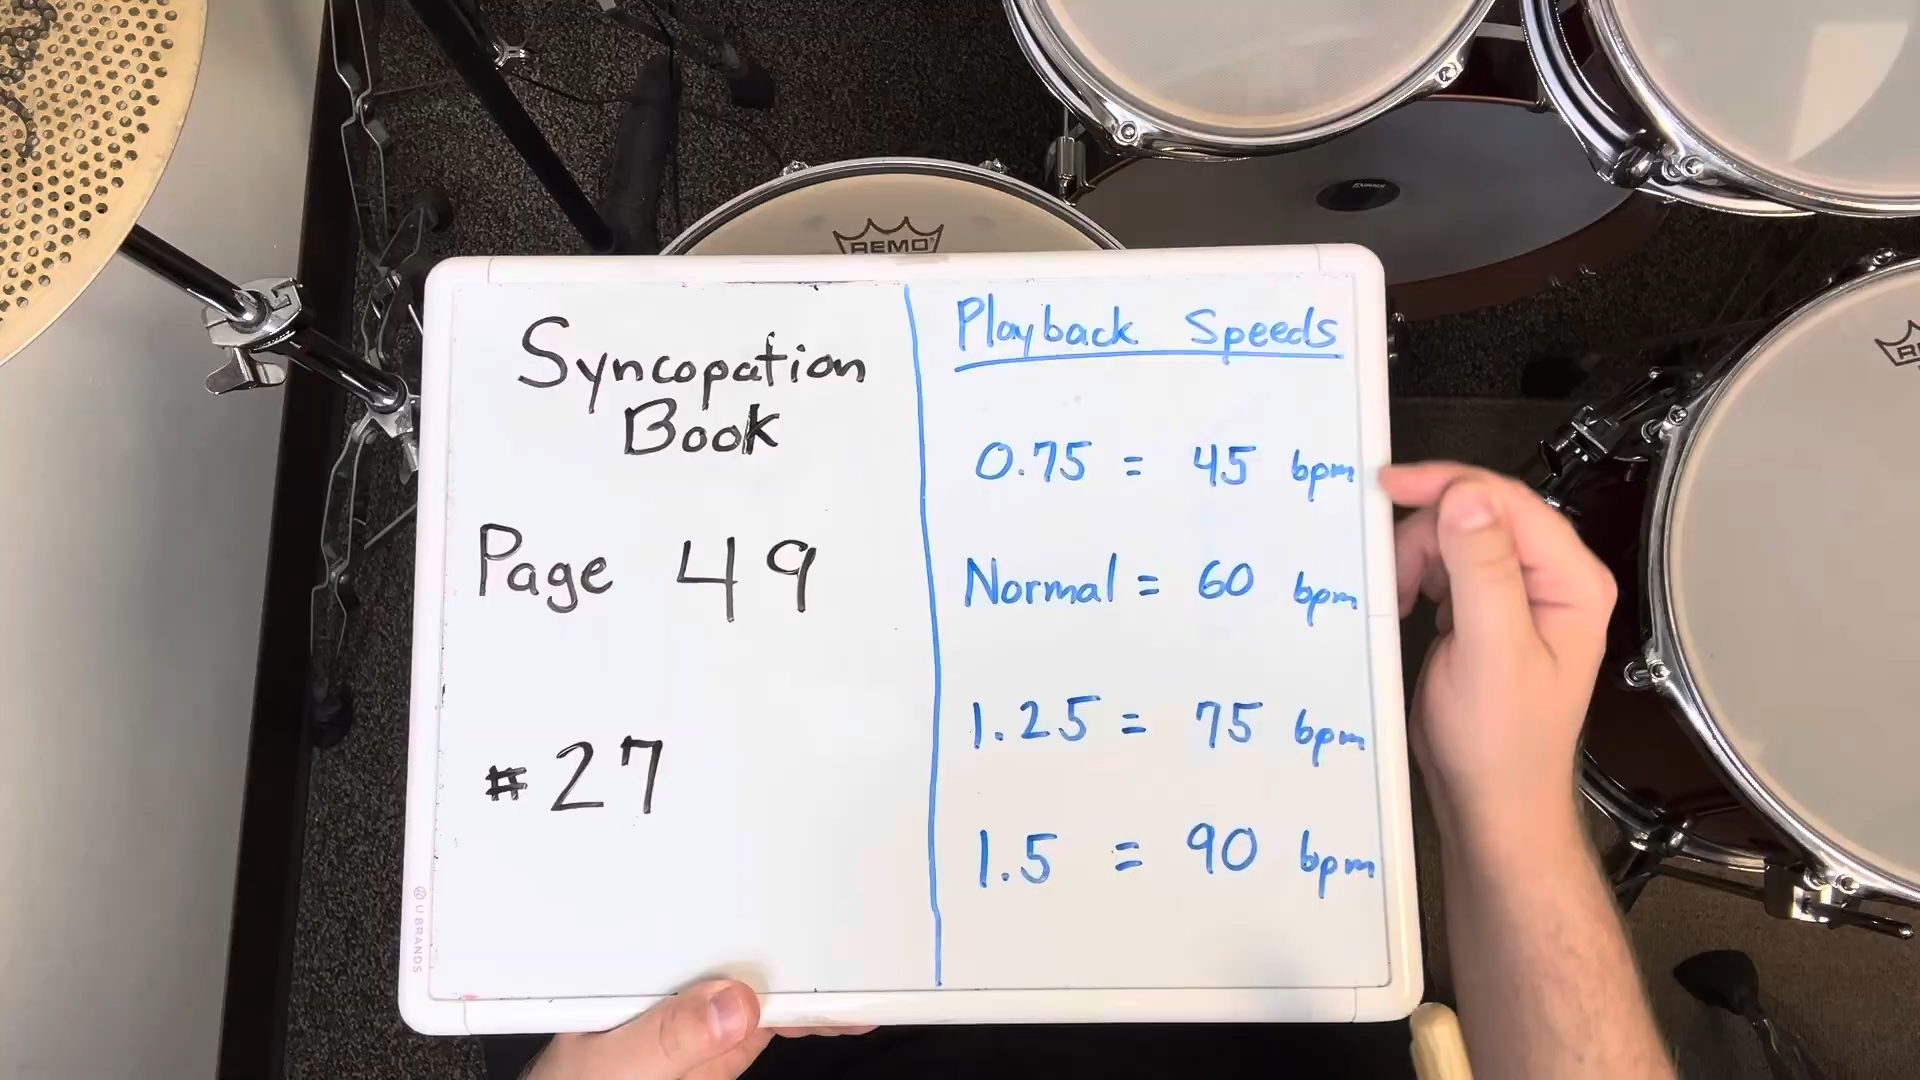 REMO
Syncopation
Book
Page 49
#27
Playback Speeds
0.75 = 45 bpm
Normal = 60 bpm
1.25 = 75 bpm
1.5 = 90 bpm
U BRANDS